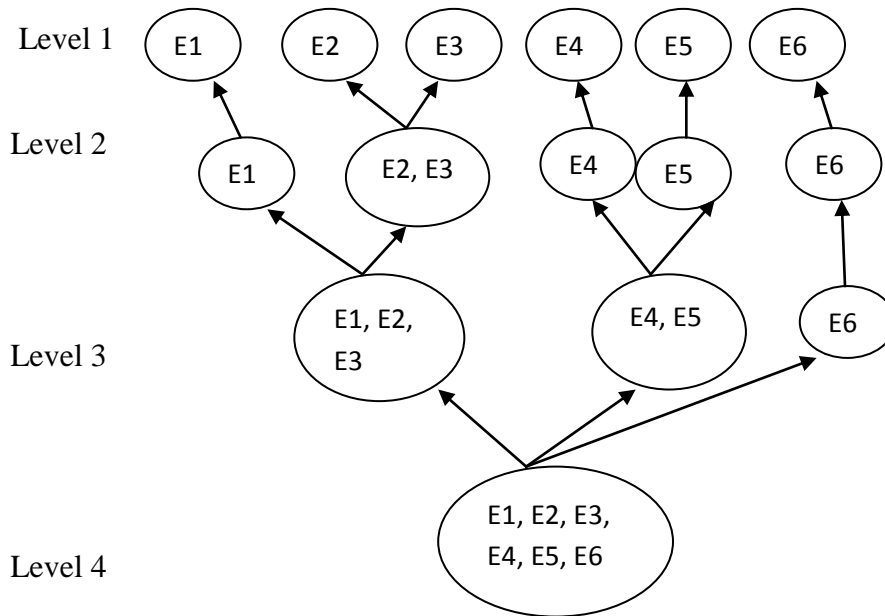 Level 1
E1
E2
E3
E4
E5
E6
Level 2
E1
E2, E3
E4
E5
E6
Level 3
E1, E2,
E3
E4, E5
E6
Level 4
E1, E2, E3,
E4, E5, E6